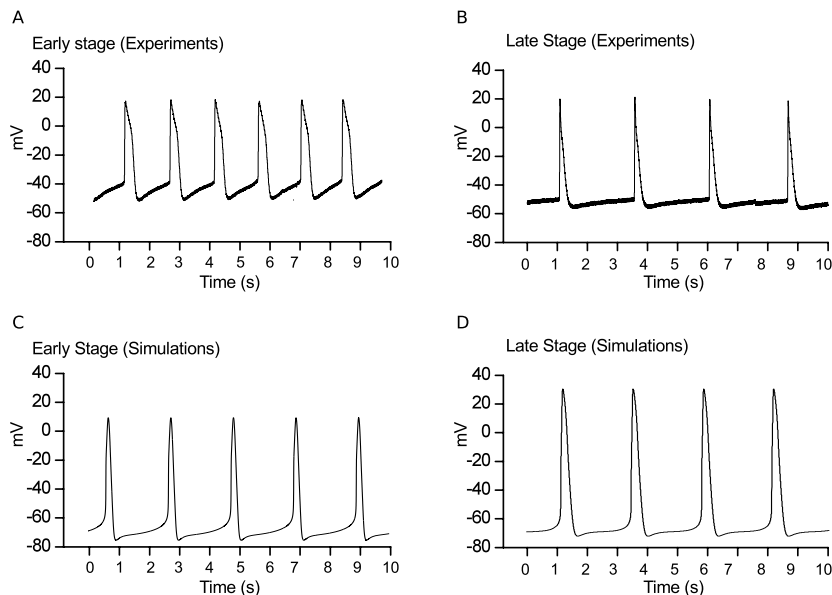 A
Early stage (Experiments)
40
20
0
-20
-40
-60
-80
mV
0 1 2 3 4 5 6 7 8 9 10
Time (s)
B
Late Stage (Experiments)
40
20
0
-20
-40
-60
-80
mV
0 1 2 3 4 5 6 7 8 9 10
Time (s)
C
Early Stage (Simulations)
40
20
0
-20
-40
-60
-80
mV
0 1 2 3 4 5 6 7 8 9 10
Time (s)
D
Late Stage (Simulations)
40
20
0
-20
-40
-60
-80
mV
0 1 2 3 4 5 6 7 8 9 10
Time (s)